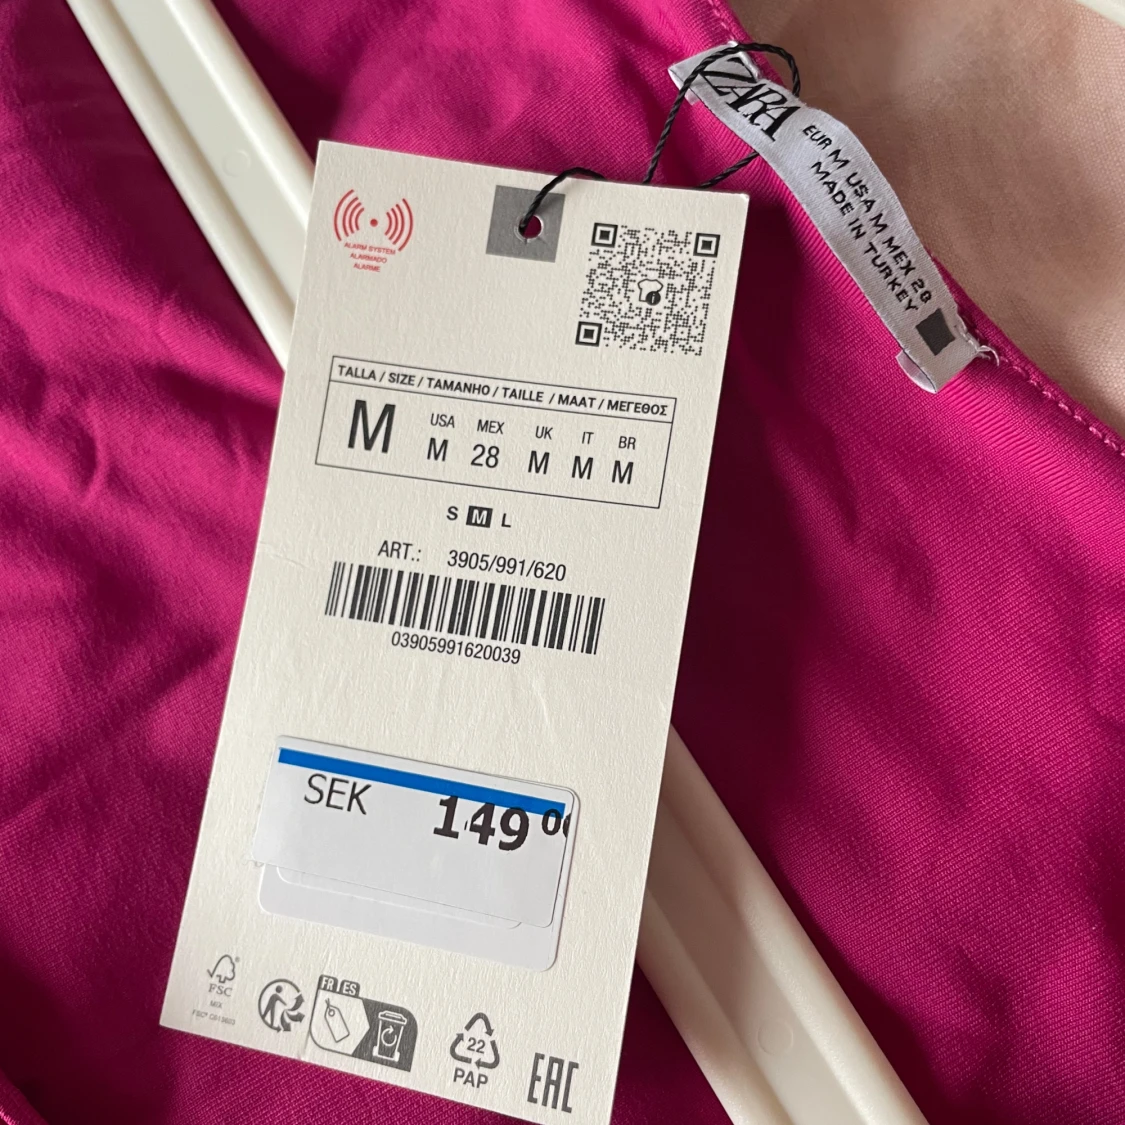 ZARA
EUR M USA M MEX 28
MADE IN TURKEY
ALARM SYSTEM
ALARMADO
ALARME
TALLA / SIZE / TAMANHO / TAILLE / MAAT / ΜΕΓΕΘΟΣ
M USA M MEX 28 UK M IT M BR M
S M L
ART.: 3905/991/620
03905991620039
SEK 149
FSC
MIX
FR ES
22
PAP
EAC